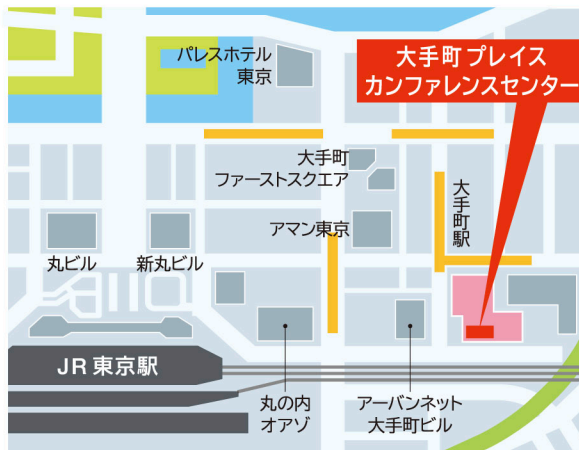 パレスホテル
東京
大手町プレイス
カンファレンスセンター
大手町
ファーストスクエア
大手町駅
アマン東京
丸ビル
新丸ビル
JR 東京駅
丸の内
オアゾ
アーバンネット
大手町ビル